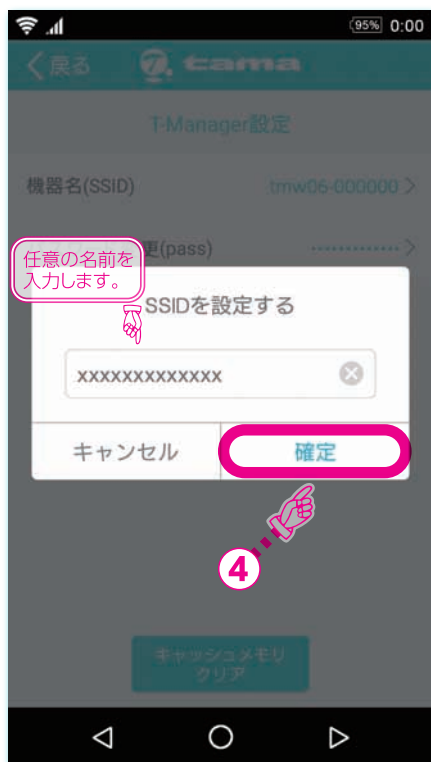 95% 0:00
戻る tama
T-Manager設定
機器名(SSID) tmw06-000000
更(pass) ·············
任意の名前を
入力します。
SSIDを設定する
xxxxxxxxxxxxx
キャンセル 確定
4
キャッシュメモリ
クリア